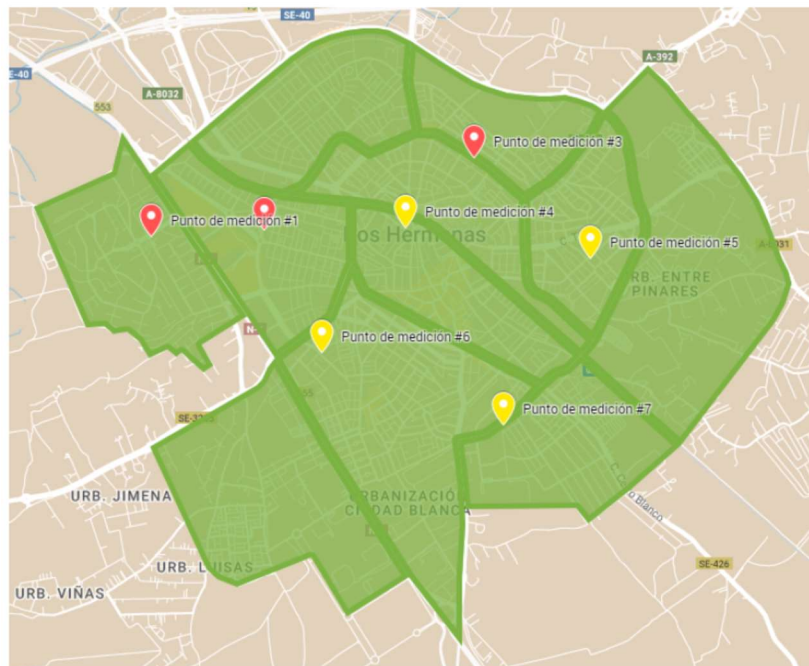 SE-40
A-392
SE-40
553
A-8032
Punto de medición #3
Punto de medición #1
Punto de medición #4
Dos Hermanas
Punto de medición #5
URB. ENTRE
PINARES
Punto de medición #6
Punto de medición #7
SE-3205
URB. JIMENA
URBANIZACIÓN
CIUDAD BLANCA
C. Cano Blanco
URB. LUISAS
SE-426
URB. VIÑAS